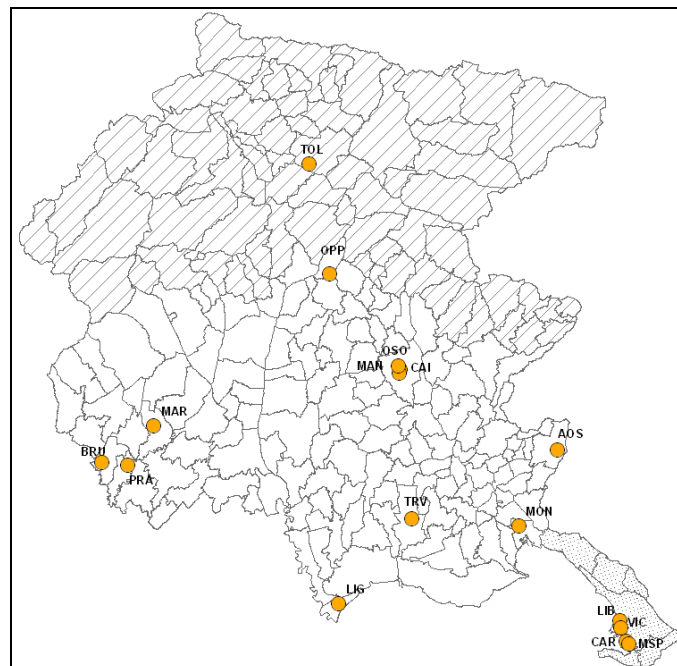 TOL
OPP
OSO
MAN CAI
MAR
AOS
BRU
PRA
TRV
MON
LIG
LIB
VIC
CAR MSP